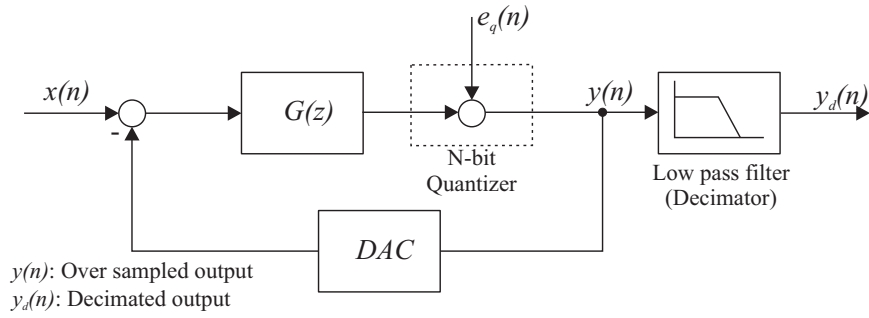 e_q(n)
x(n)
G(z)
y(n)
y_d(n)
-
N-bit
Quantizer
Low pass filter
(Decimator)
DAC
y(n): Over sampled output
y_d(n): Decimated output